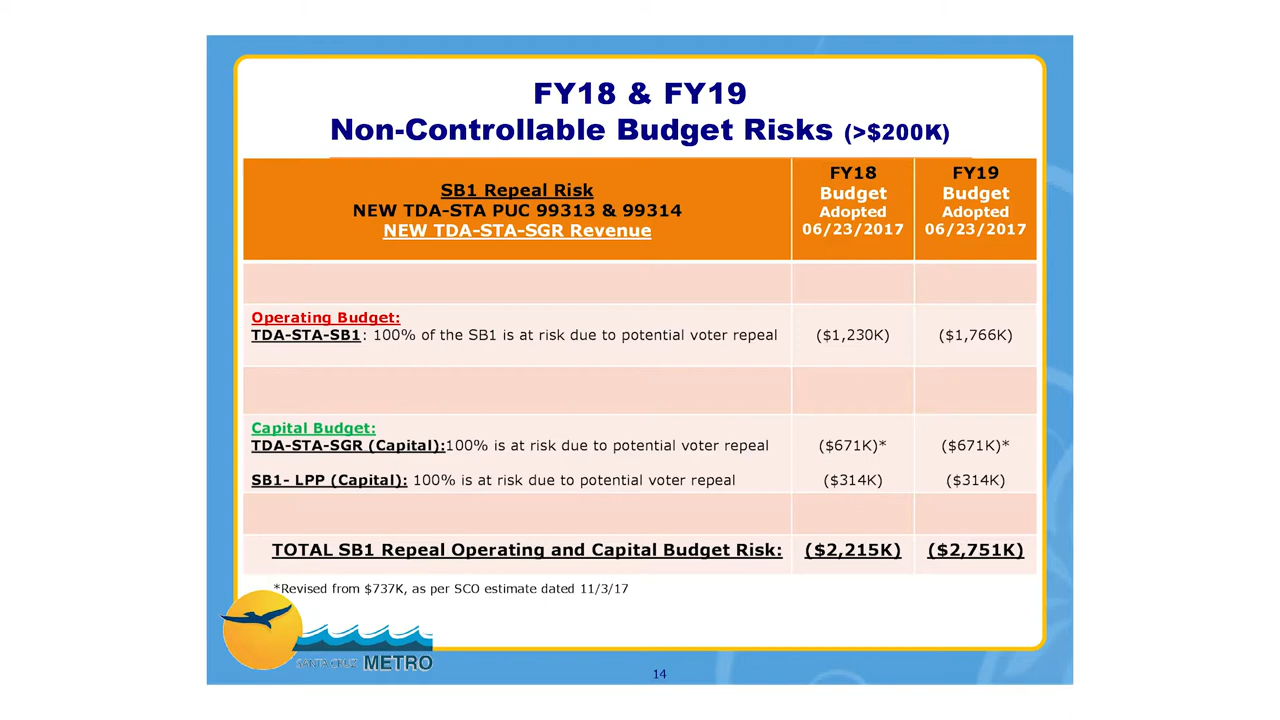 FY18 & FY19
Non-Controllable Budget Risks (>$200K)
SB1 Repeal Risk
NEW TDA-STA PUC 99313 & 99314
NEW TDA-STA-SGR Revenue
FY18
Budget
Adopted
06/23/2017
FY19
Budget
Adopted
06/23/2017
Operating Budget:
TDA-STA-SB1: 100% of the SB1 is at risk due to potential voter repeal ($1,230K) ($1,766K)
Capital Budget:
TDA-STA-SGR (Capital):100% is at risk due to potential voter repeal ($671K)* ($671K)*
SB1- LPP (Capital): 100% is at risk due to potential voter repeal ($314K) ($314K)
TOTAL SB1 Repeal Operating and Capital Budget Risk: ($2,215K) ($2,751K)
*Revised from $737K, as per SCO estimate dated 11/3/17
SANTA CRUZ METRO
14